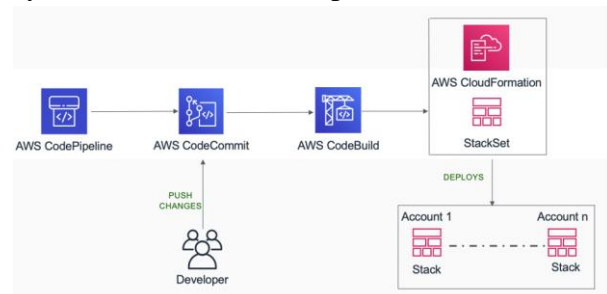 AWS CloudFormation
AWS CodePipeline
AWS CodeCommit
AWS CodeBuild
StackSet
PUSH
CHANGES
DEPLOYS
Developer
Account 1
Account n
Stack
Stack